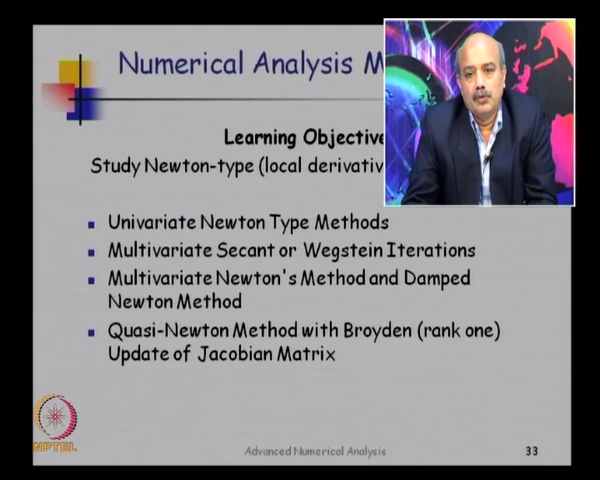 Numerical Analysis M
Learning Objective
Study Newton-type (local derivativ
Univariate Newton Type Methods
Multivariate Secant or Wegstein Iterations
Multivariate Newton's Method and Damped
Newton Method
Quasi-Newton Method with Broyden (rank one)
Update of Jacobian Matrix
NPTEL
Advanced Numerical Analysis
33